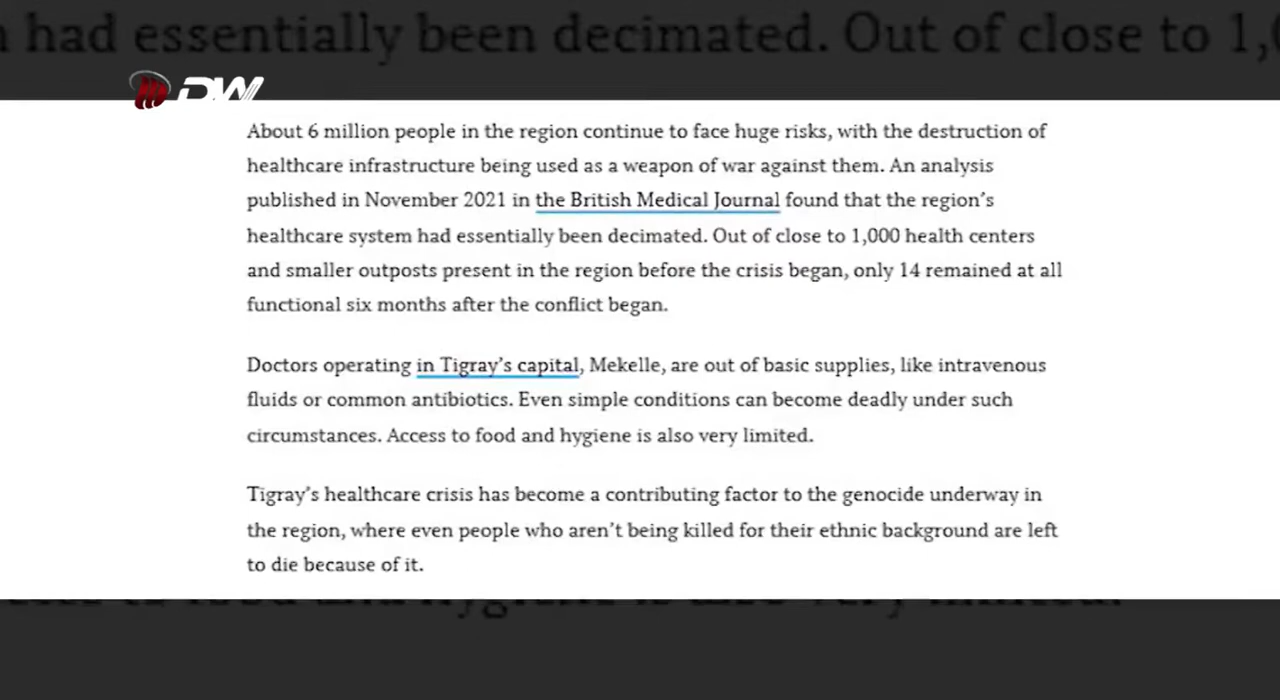 had essentially been decimated. Out of close to 1,
DW
About 6 million people in the region continue to face huge risks, with the destruction of
healthcare infrastructure being used as a weapon of war against them. An analysis
published in November 2021 in the British Medical Journal found that the region's
healthcare system had essentially been decimated. Out of close to 1,000 health centers
and smaller outposts present in the region before the crisis began, only 14 remained at all
functional six months after the conflict began.
Doctors operating in Tigray's capital, Mekelle, are out of basic supplies, like intravenous
fluids or common antibiotics. Even simple conditions can become deadly under such
circumstances. Access to food and hygiene is also very limited.
Tigray's healthcare crisis has become a contributing factor to the genocide underway in
the region, where even people who aren't being killed for their ethnic background are left
to die because of it.